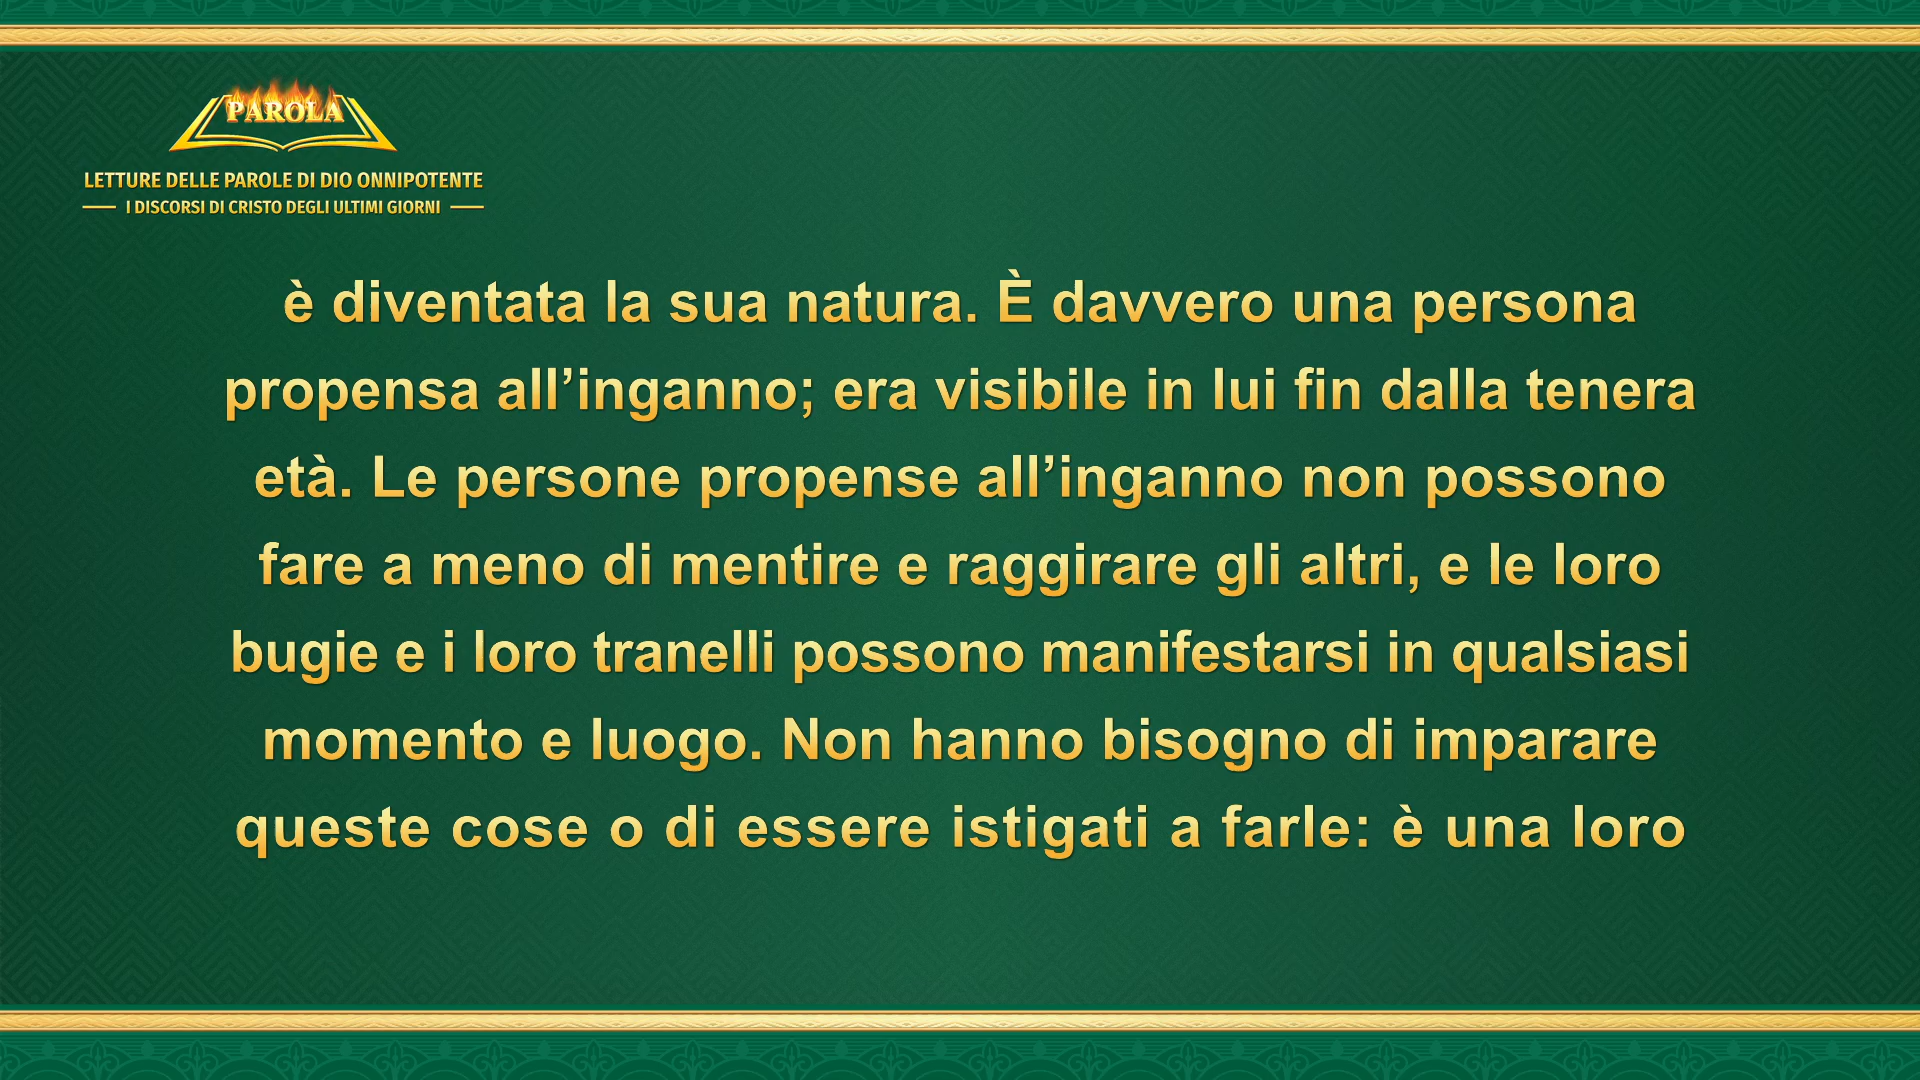 PAROLA
LETTURE DELLE PAROLE DI DIO ONNIPOTENTE
I DISCORSI DI CRISTO DEGLI ULTIMI GIORNI
è diventata la sua natura. È davvero una persona
propensa all’inganno; era visibile in lui fin dalla tenera
età. Le persone propense all’inganno non possono
fare a meno di mentire e raggirare gli altri, e le loro
bugie e i loro tranelli possono manifestarsi in qualsiasi
momento e luogo. Non hanno bisogno di imparare
queste cose o di essere istigati a farle: è una loro